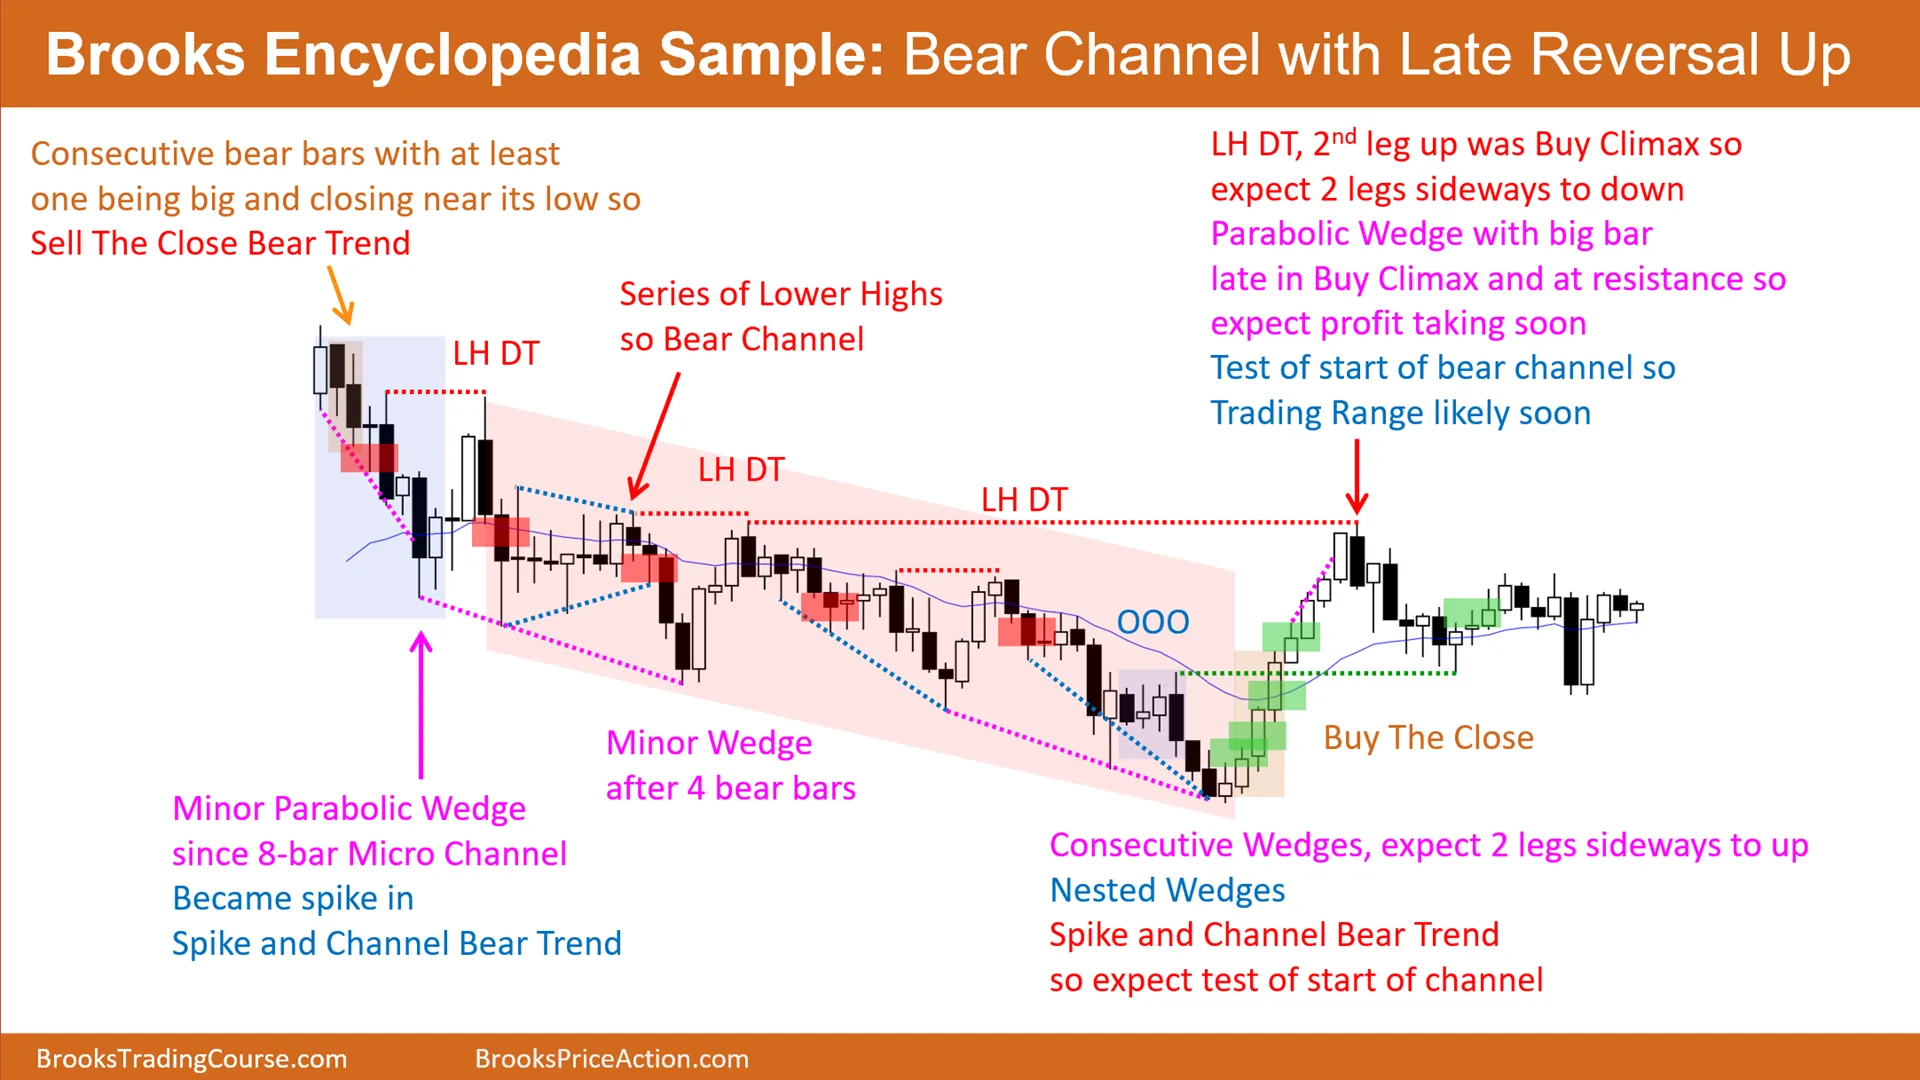 Brooks Encyclopedia Sample: Bear Channel with Late Reversal Up
Consecutive bear bars with at least
one being big and closing near its low so
Sell The Close Bear Trend
LH DT
Series of Lower Highs
so Bear Channel
LH DT
LH DT
LH DT, 2nd leg up was Buy Climax so
expect 2 legs sideways to down
Parabolic Wedge with big bar
late in Buy Climax and at resistance so
expect profit taking soon
Test of start of bear channel so
Trading Range likely soon
OOO
Buy The Close
Minor Wedge
after 4 bear bars
Minor Parabolic Wedge
since 8-bar Micro Channel
Became spike in
Spike and Channel Bear Trend
Consecutive Wedges, expect 2 legs sideways to up
Nested Wedges
Spike and Channel Bear Trend
so expect test of start of channel
BrooksTradingCourse.com
BrooksPriceAction.com